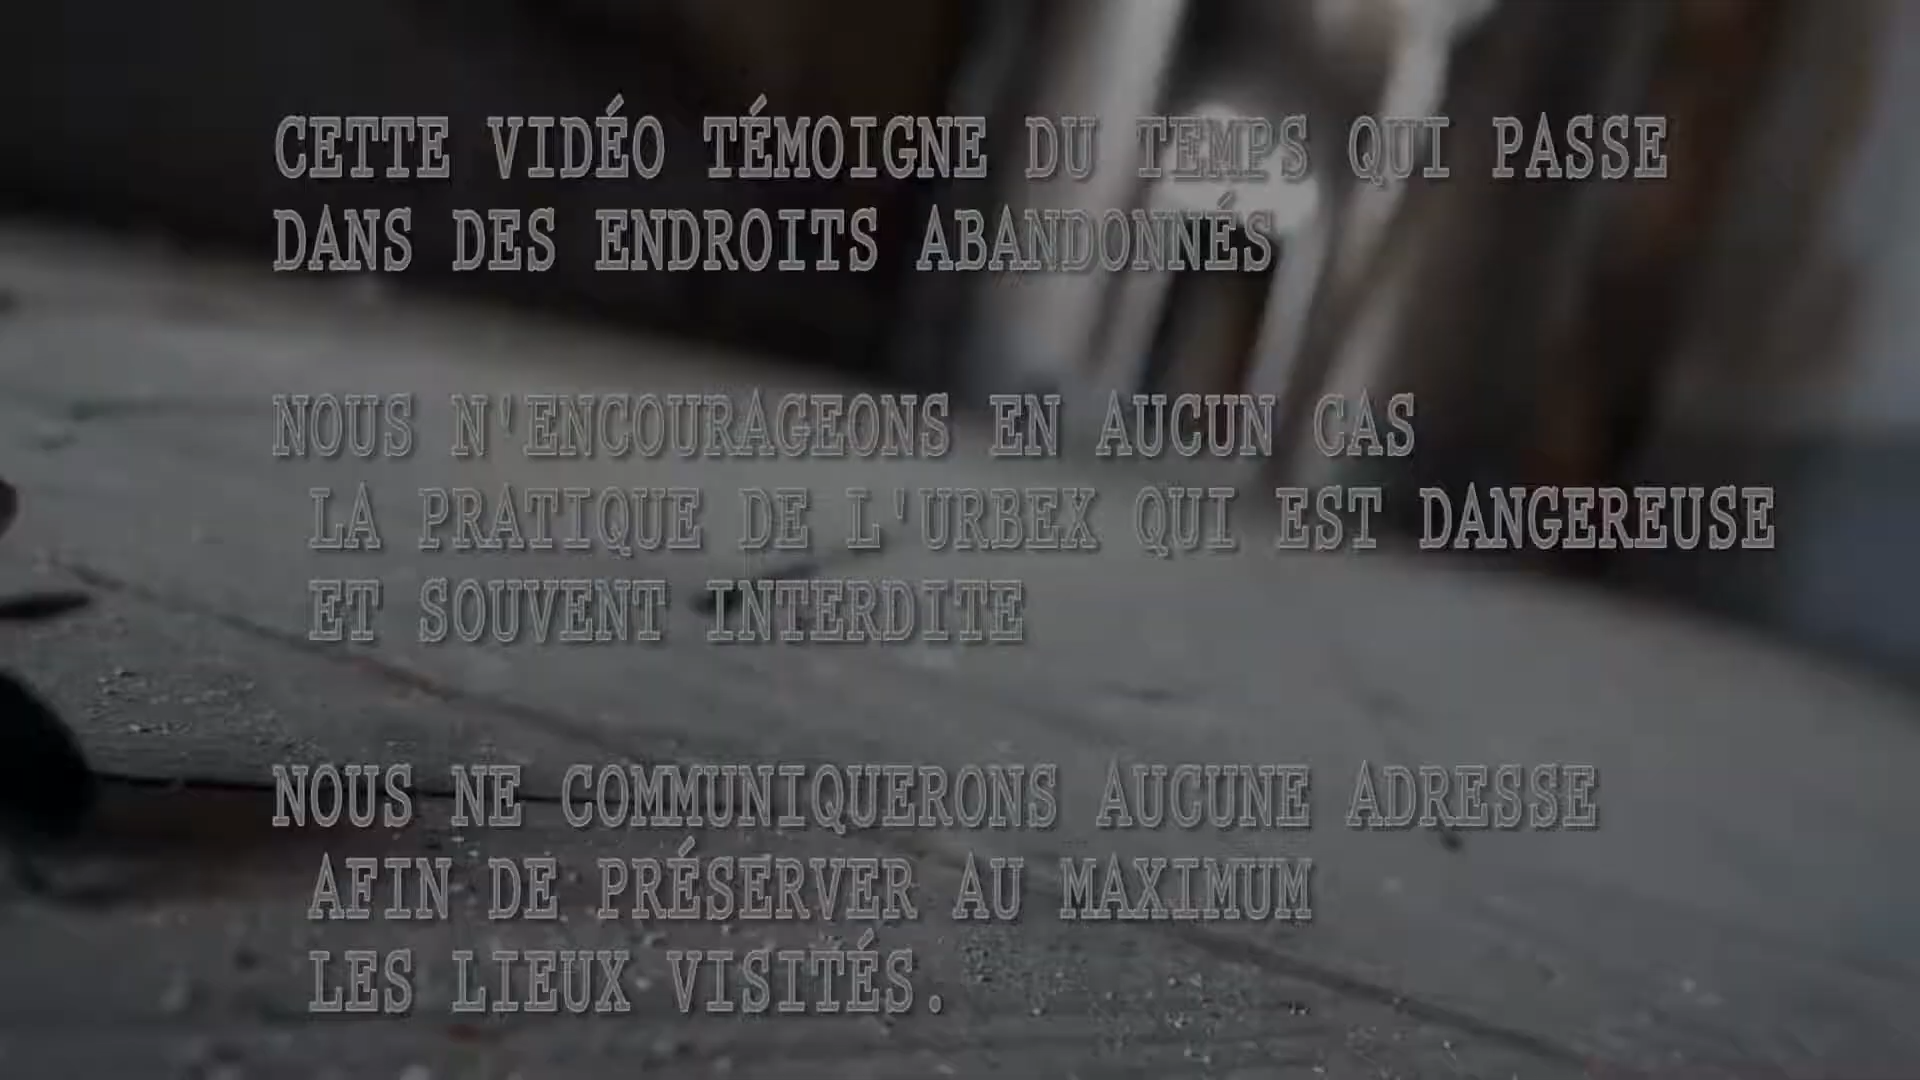 CETTE VIDÉO TÉMOIGNE DU TEMPS QUI PASSE
DANS DES ENDROITS ABANDONNÉS
NOUS N'ENCOURAGEONS EN AUCUN CAS
LA PRATIQUE DE L'URBEX QUI EST DANGEREUSE
ET SOUVENT INTERDITE
NOUS NE COMMUNIQUERONS AUCUNE ADRESSE
AFIN DE PRÉSERVER AU MAXIMUM
LES LIEUX VISITÉS.